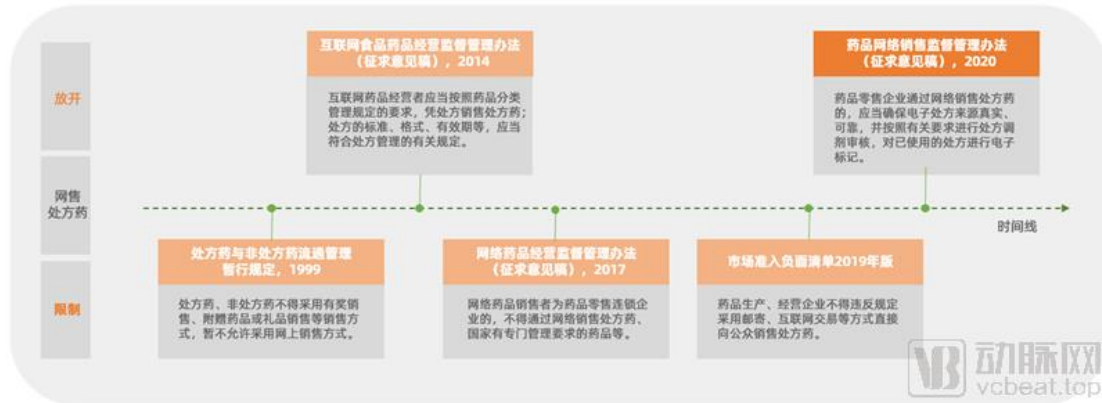 放开
互联网食品药品经营监督管理办法
（征求意见稿），2014
互联网药品经营者应当按照药品分类
管理规定的要求，凭处方销售处方药；
处方的标准、格式、有效期等，应当
符合处方管理的有关规定。
药品网络销售监督管理办法
（征求意见稿），2020
药品零售企业通过网络销售处方药
的，应当确保电子处方来源真实、
可靠，并按照有关要求进行处方调
剂审核，对已使用的处方进行电子
标记。
网售
处方药
时间线
限制
处方药与非处方药流通管理
暂行规定，1999
处方药、非处方药不得采用有奖销
售、附赠药品或礼品销售等销售方
式，暂不允许采用网上销售方式。
网络药品经营监督管理办法
（征求意见稿），2017
网络药品销售者为药品零售连锁企
业的，不得通过网络销售处方药、
国家有专门管理要求的药品等。
市场准入负面清单2019年版
药品生产、经营企业不得违反规定
采用邮寄、互联网交易等方式直接
向公众销售处方药。
VB 动脉网
vcbeat.top